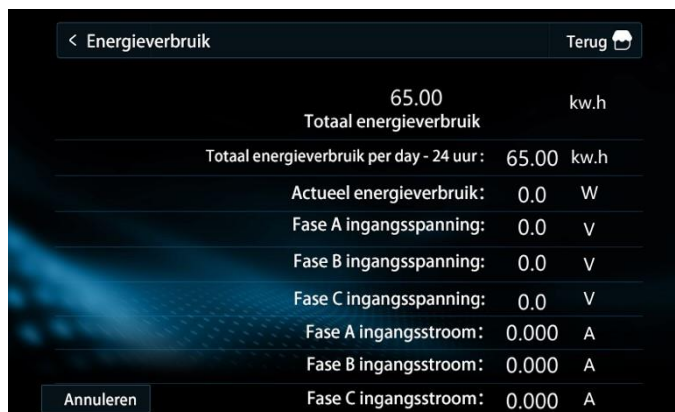 < Energieverbruik Terug
65.00 kw.h
Totaal energieverbruik
Totaal energieverbruik per day - 24 uur: 65.00 kw.h
Actueel energieverbruik: 0.0 W
Fase A ingangsspanning: 0.0 V
Fase B ingangsspanning: 0.0 V
Fase C ingangsspanning: 0.0 V
Fase A ingangsstroom: 0.000 A
Fase B ingangsstroom: 0.000 A
Annuleren Fase C ingangsstroom: 0.000 A